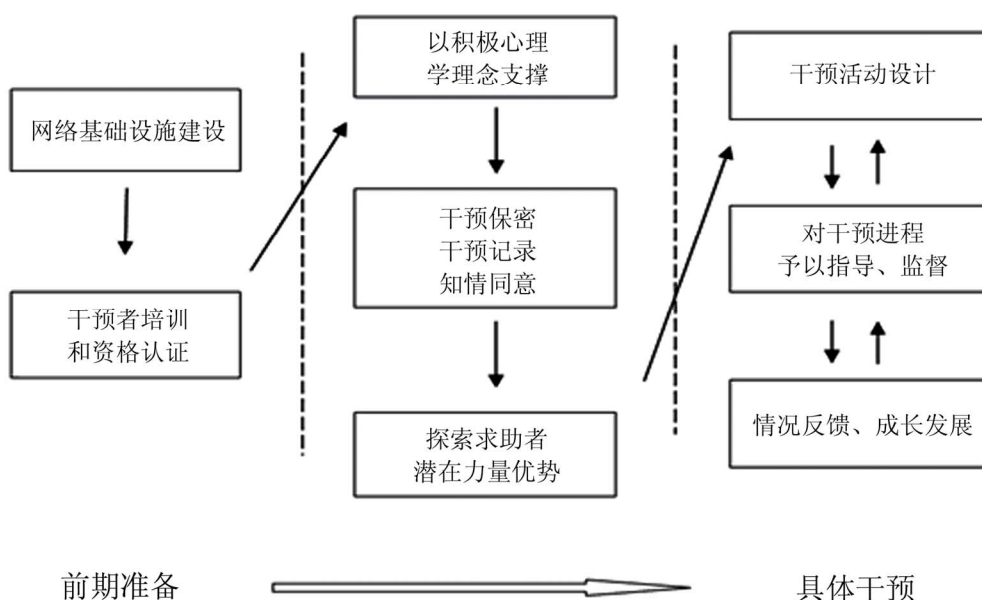 网络基础设施建设
干预者培训
和资格认证
以积极心理
学理念支撑
干预保密
干预记录
知情同意
探索求助者
潜在力量优势
干预活动设计
对干预进程
予以指导、监督
情况反馈、成长发展
前期准备
具体干预